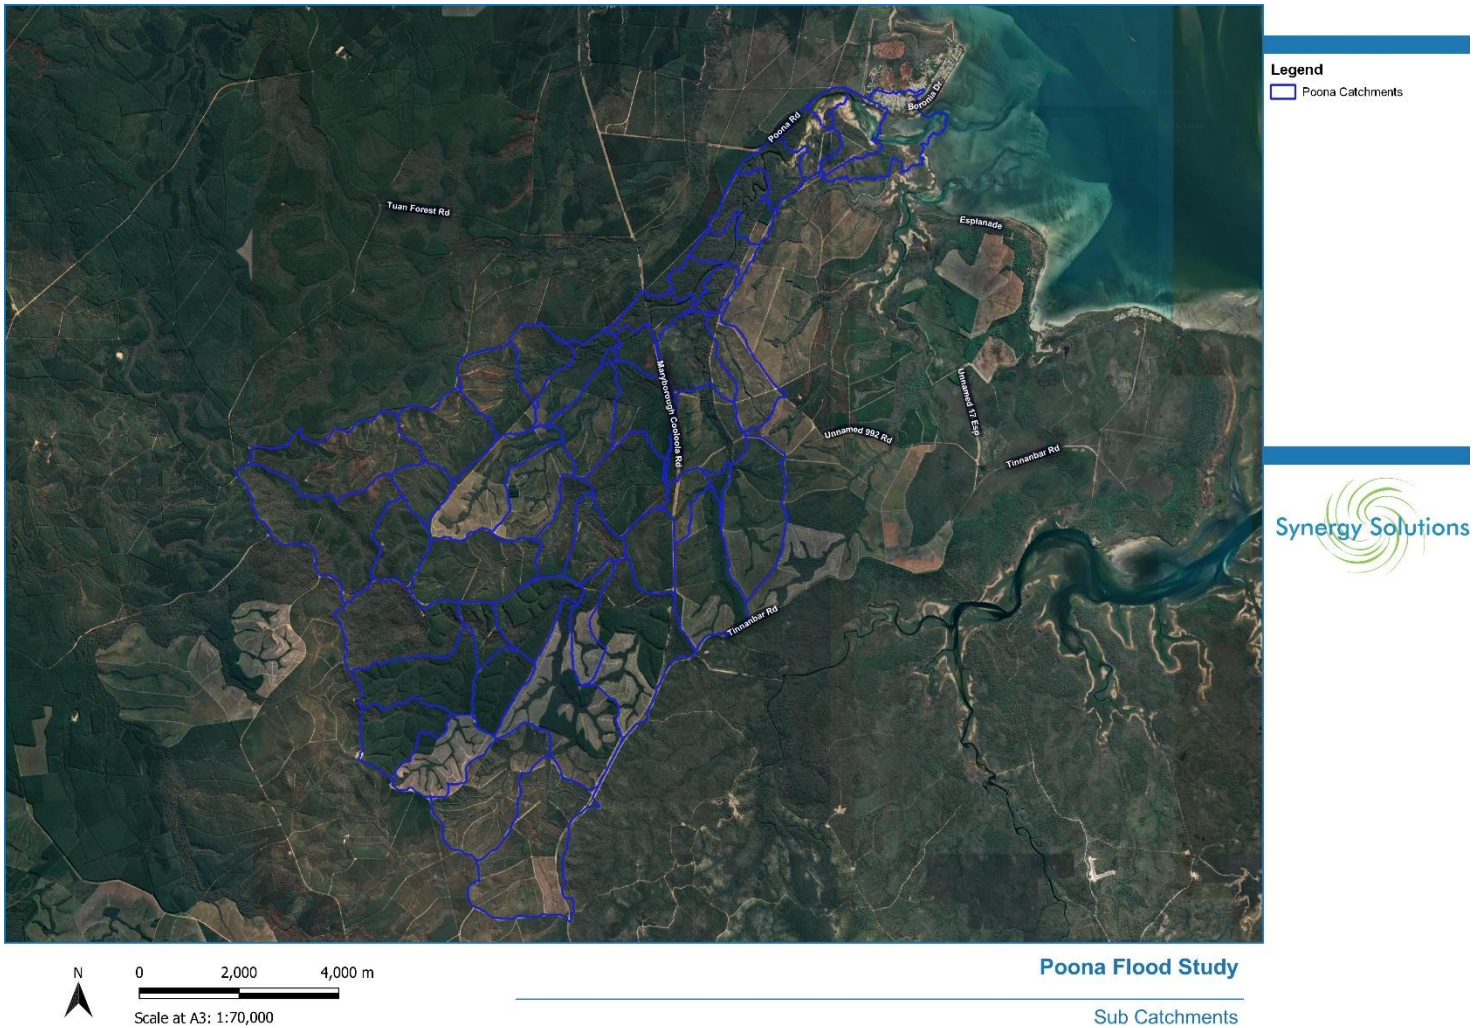 Poona Rd
Boronia Dr
Tuan Forest Rd
Esplanade
Maryborough Cooloola Rd
Unnamed 17 Esp
Unnamed 992 Rd
Tinnanbar Rd
Tinnanbar Rd
Legend
Poona Catchments
Synergy Solutions
N
0 2,000 4,000 m
Scale at A3: 1:70,000
Poona Flood Study
Sub Catchments